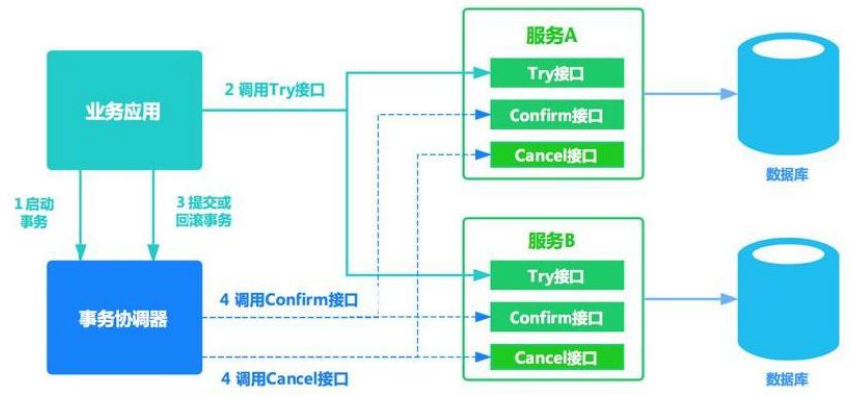 服务A
Try接口
2 调用Try接口
业务应用
Confirm接口
Cancel接口
数据库
1 启动
事务
3 提交或
回滚事务
服务B
Try接口
4 调用Confirm接口
事务协调器
Confirm接口
Cancel接口
4 调用Cancel接口
数据库